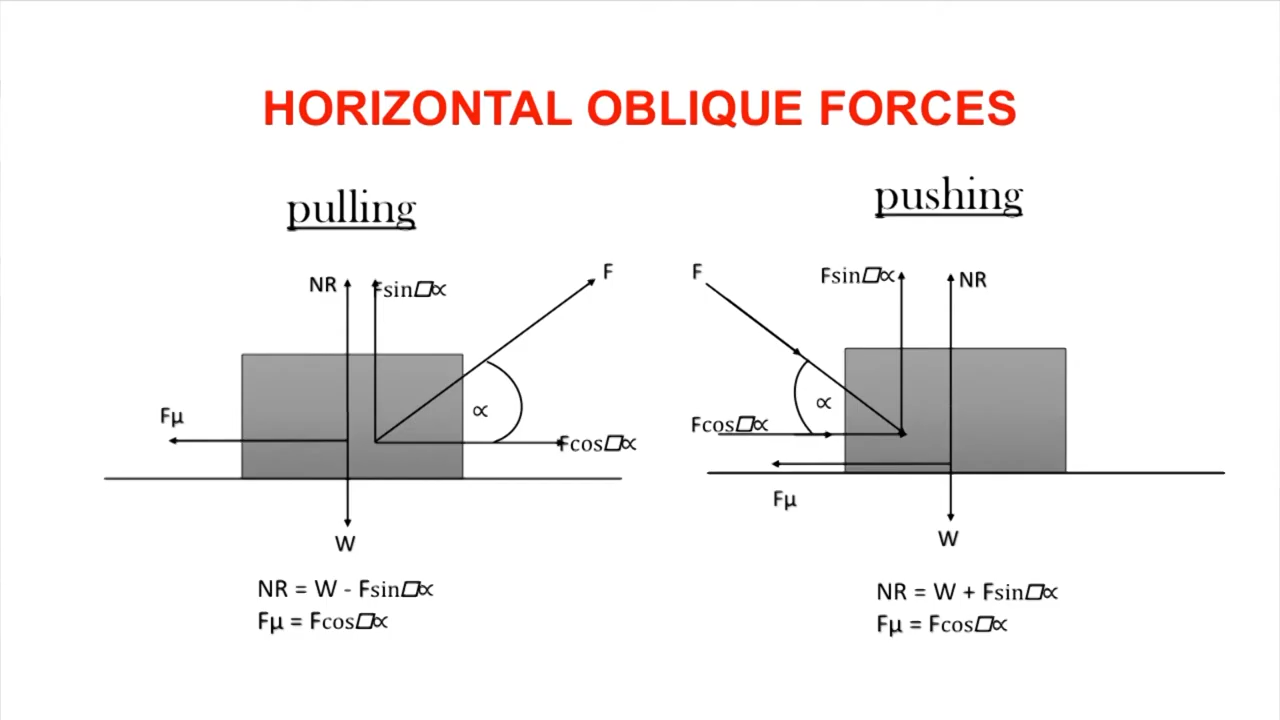 HORIZONTAL OBLIQUE FORCES
pulling
NR
Fsin□∝
F
Fμ
∝
Fcos□∝
W
NR = W - Fsin□∝
Fμ = Fcos□∝
pushing
F
Fsin□∝
NR
∝
Fcos□∝
Fμ
W
NR = W + Fsin□∝
Fμ = Fcos□∝